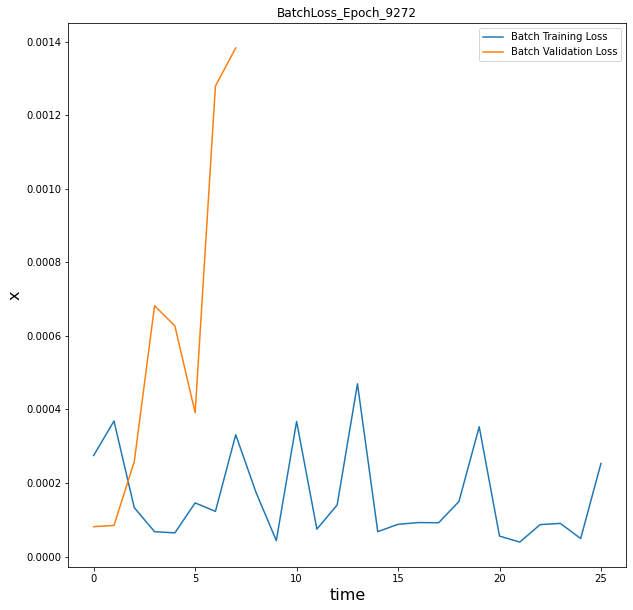 BatchLoss_Epoch_9272
Batch Training Loss
Batch Validation Loss
0.0014
0.0012
0.0010
0.0008
0.0006
0.0004
0.0002
0.0000
x
0 5 10 15 20 25
time